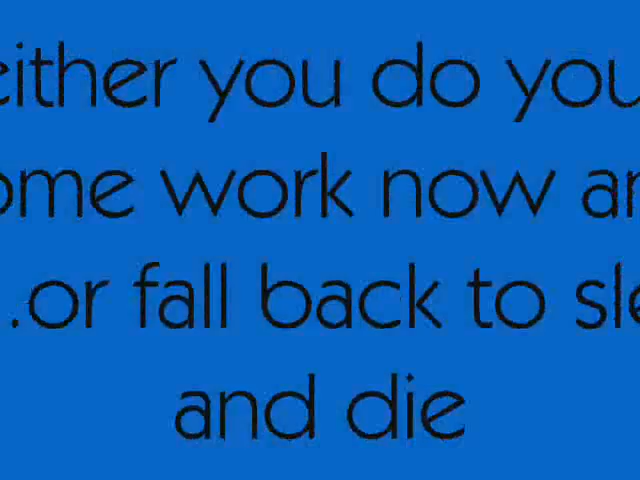 either you do you
ome work now an
..or fall back to sle
and die